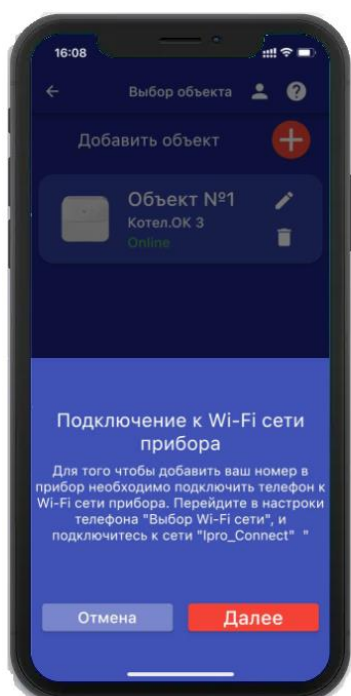 16:08
Выбор объекта
Добавить объект
Объект №1
Котел.ОК 3
Online
Подключение к Wi-Fi сети
прибора
Для того чтобы добавить ваш номер в
прибор необходимо подключить телефон к
Wi-Fi сети прибора. Перейдите в настроки
телефона "Выбор Wi-Fi сети", и
подключитесь к сети "Ipro_Connect" "
Отмена
Далее